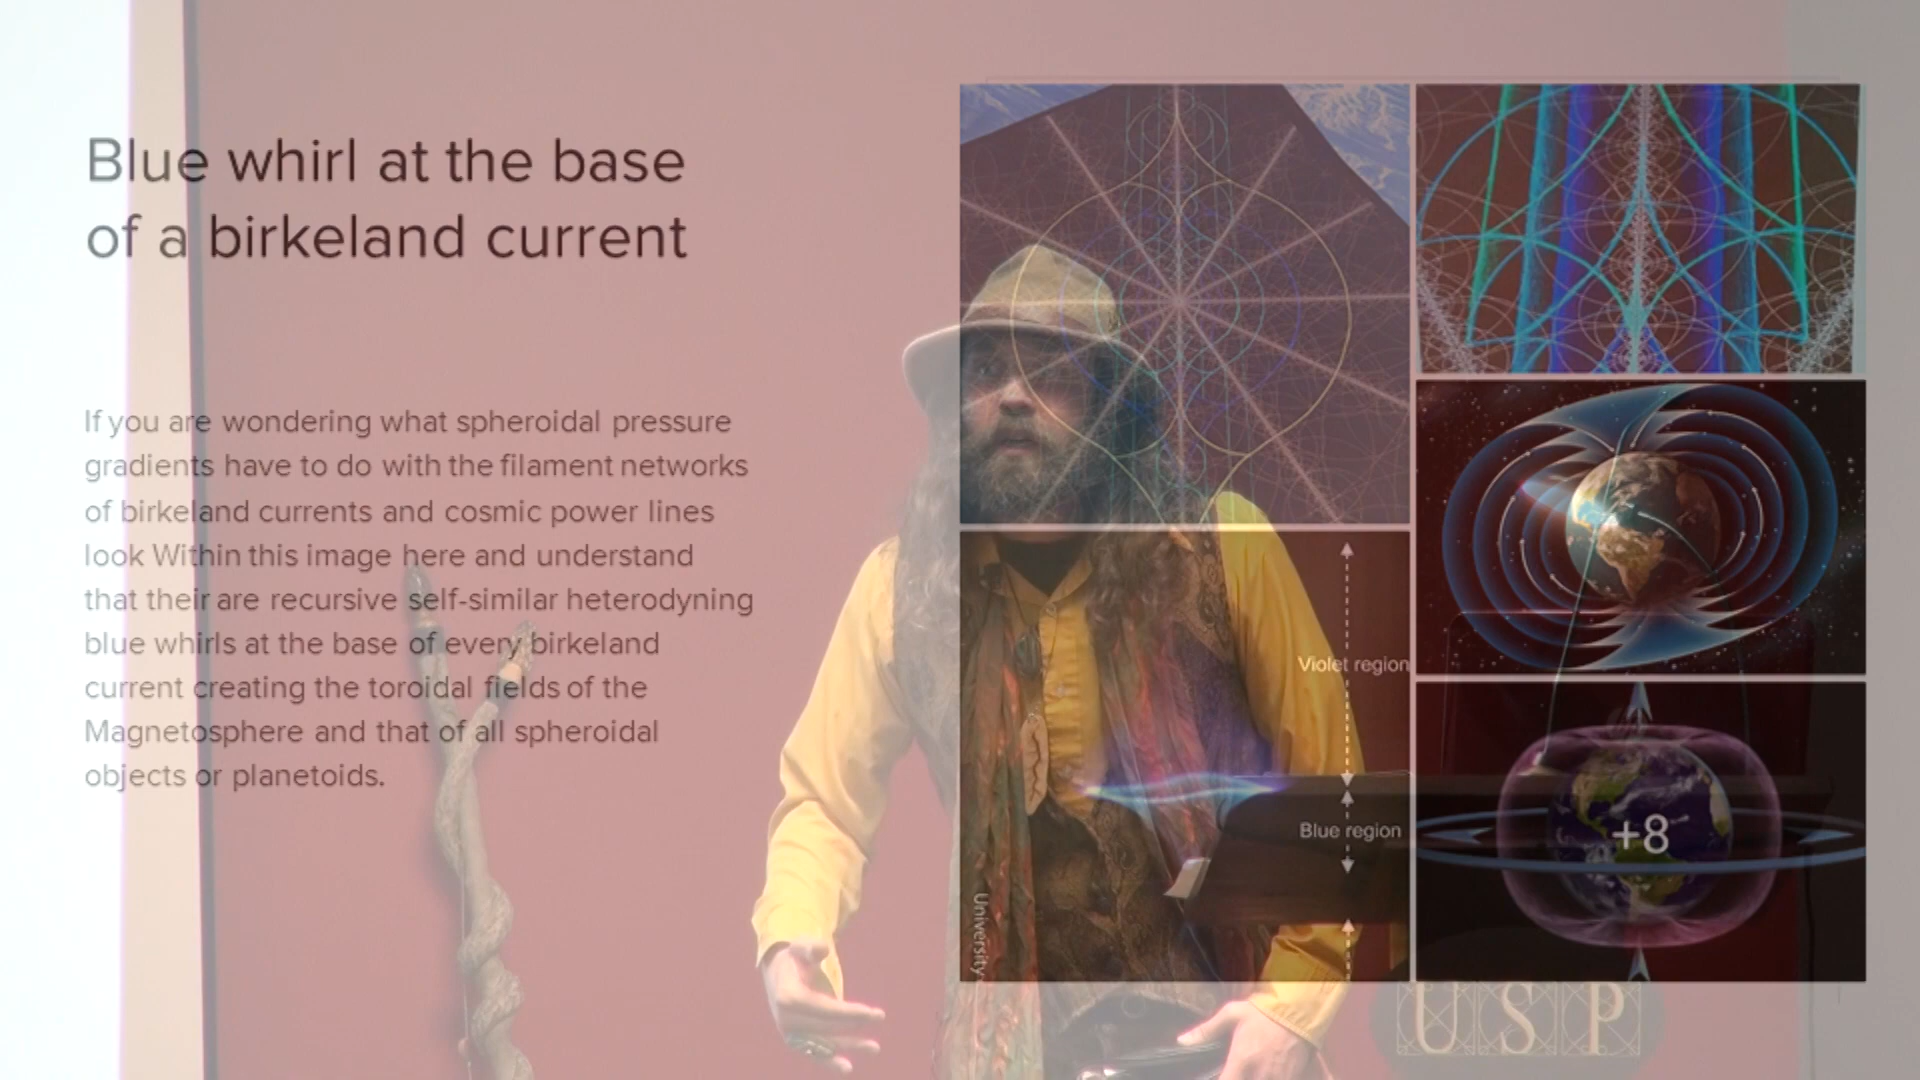 Blue whirl at the base
of a birkeland current
If you are wondering what spheroidal pressure
gradients have to do with the filament networks
of birkeland currents and cosmic power lines
look Within this image here and understand
that their are recursive self-similar heterodyning
blue whirls at the base of every birkeland
current creating the toroidal fields of the
Magnetosphere and that of all spheroidal
objects or planetoids.
Violet region
Blue region
University
+8
USP